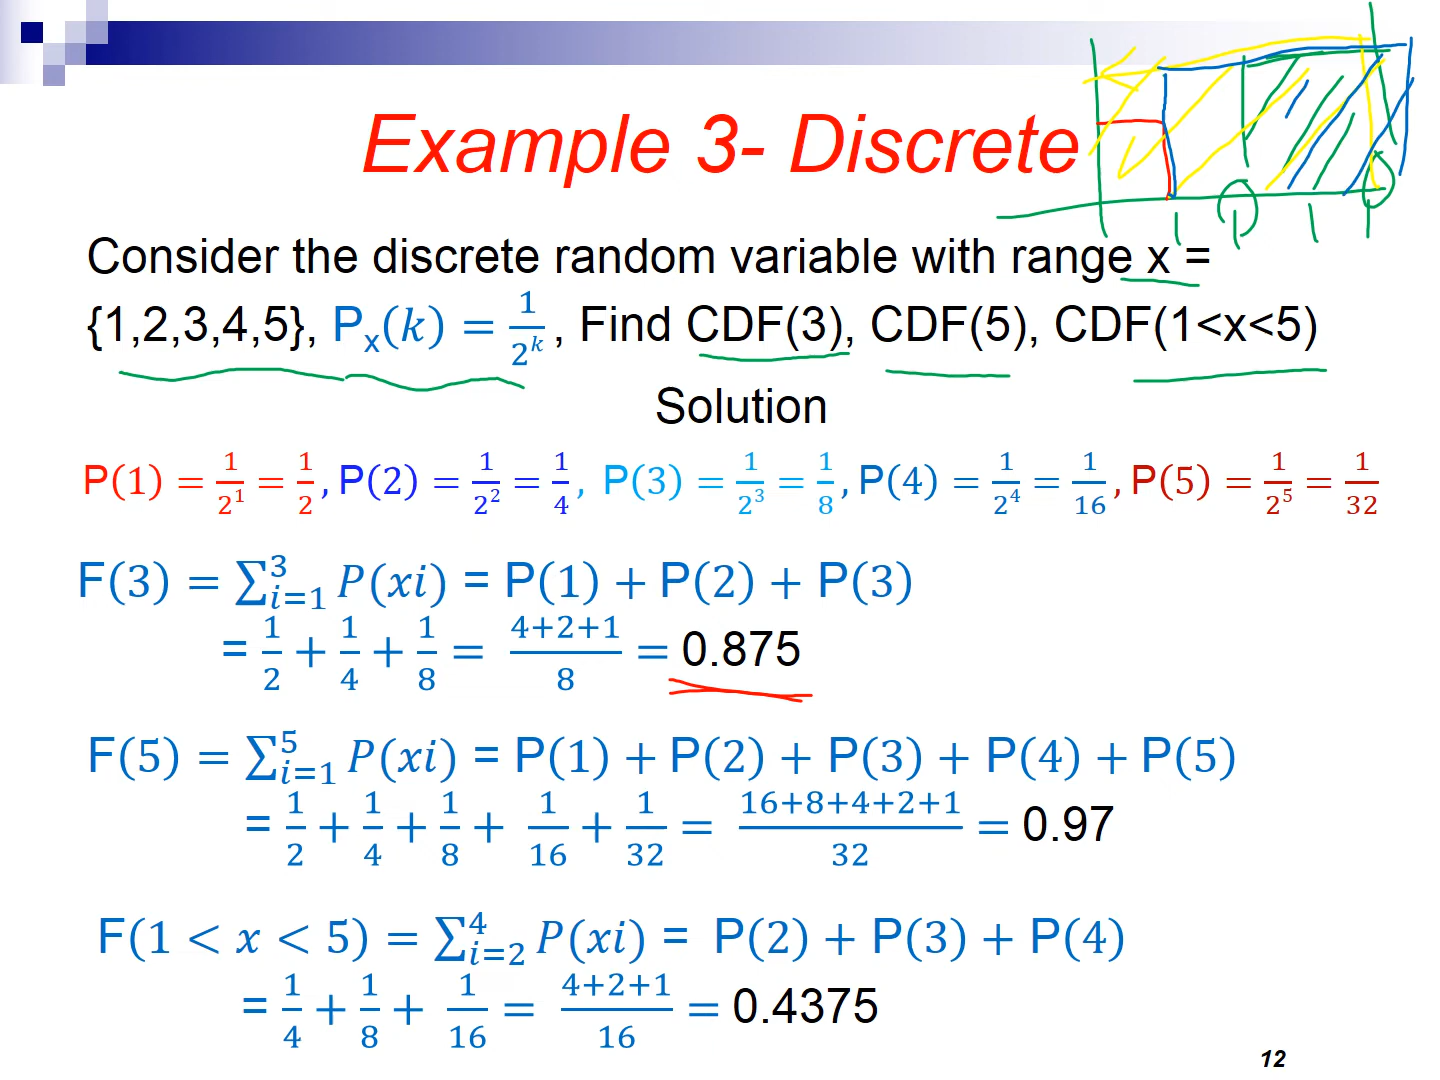 Example 3- Discrete
Consider the discrete random variable with range x =
{1,2,3,4,5}, Pₓ(k) = 1/2^k , Find CDF(3), CDF(5), CDF(1<x<5)
Solution
P(1) = 1/2^1 = 1/2, P(2) = 1/2^2 = 1/4, P(3) = 1/2^3 = 1/8, P(4) = 1/2^4 = 1/16, P(5) = 1/2^5 = 1/32
F(3) = ∑_{i=1}^{3} P(xi) = P(1) + P(2) + P(3)
= 1/2 + 1/4 + 1/8 = (4+2+1)/8 = 0.875
F(5) = ∑_{i=1}^{5} P(xi) = P(1) + P(2) + P(3) + P(4) + P(5)
= 1/2 + 1/4 + 1/8 + 1/16 + 1/32 = (16+8+4+2+1)/32 = 0.97
F(1 < x < 5) = ∑_{i=2}^{4} P(xi) = P(2) + P(3) + P(4)
= 1/4 + 1/8 + 1/16 = (4+2+1)/16 = 0.4375
12